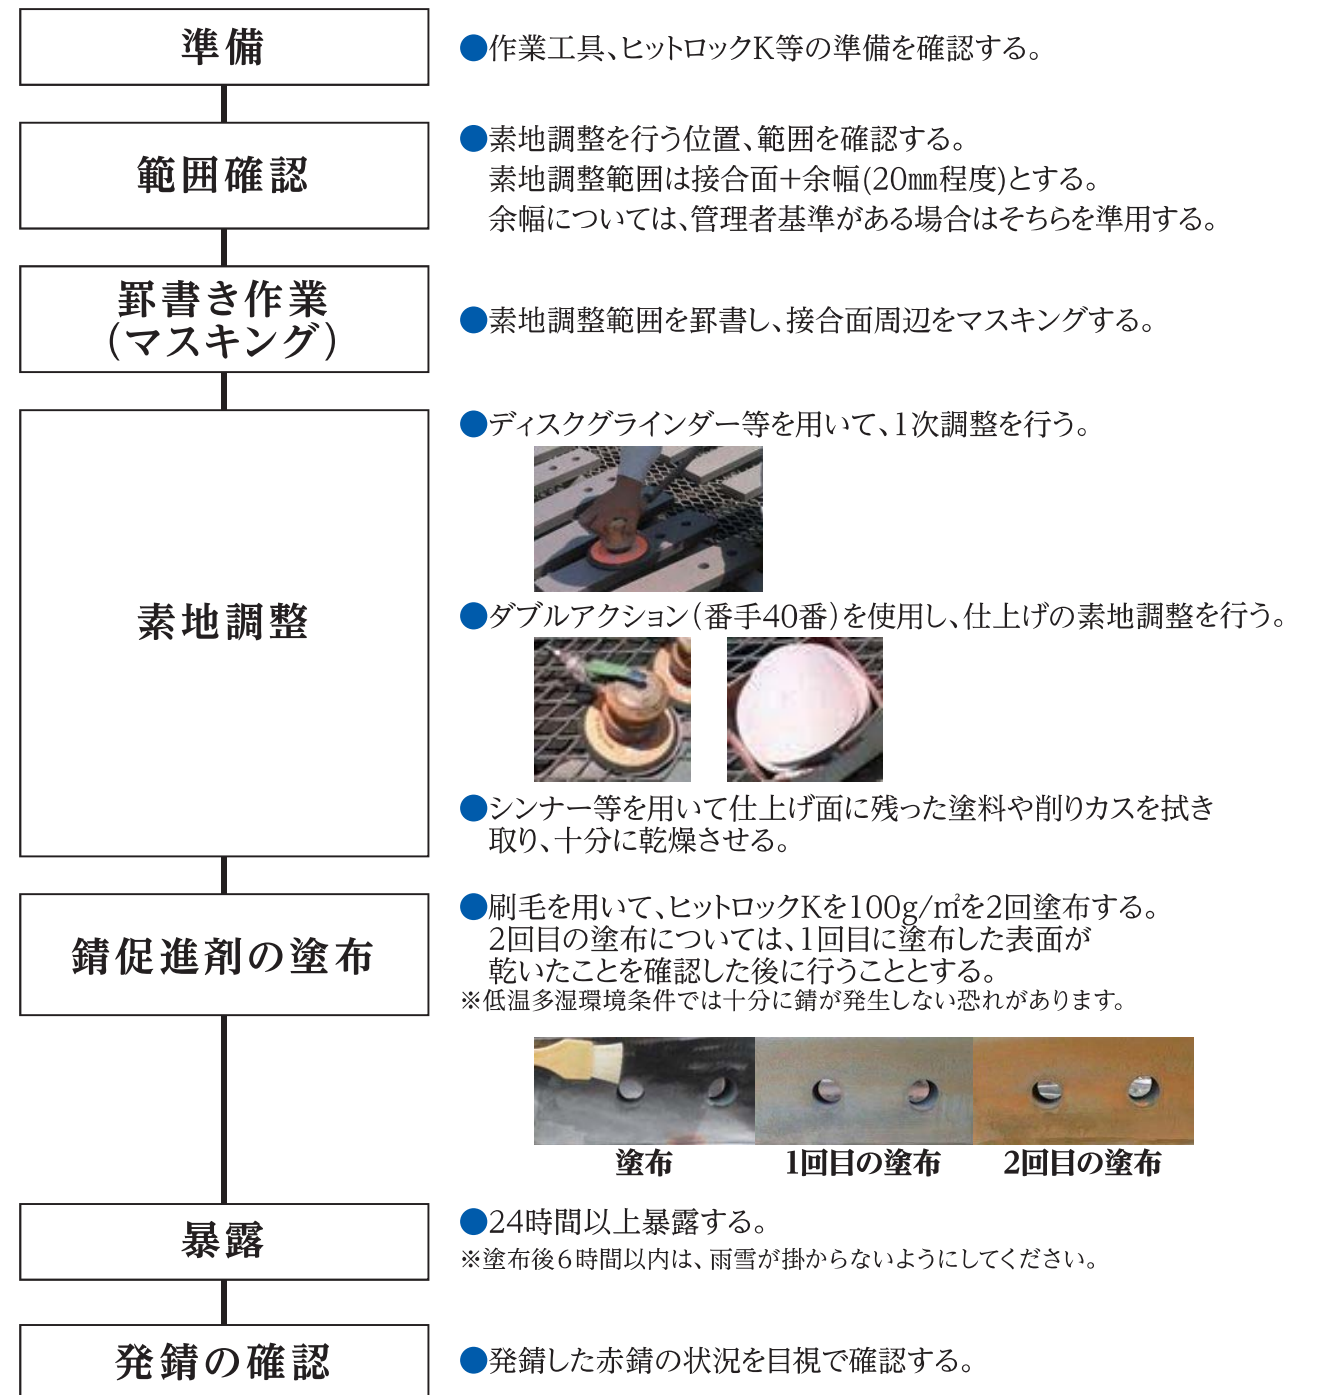 準備
●作業工具、ヒットロックK等の準備を確認する。
範囲確認
●素地調整を行う位置、範囲を確認する。
素地調整範囲は接合面＋余幅(20㎜程度)とする。
余幅については、管理者基準がある場合はそちらを準用する。
罫書き作業
（マスキング）
●素地調整範囲を罫書し、接合面周辺をマスキングする。
素地調整
●ディスクグラインダー等を用いて、1次調整を行う。
●ダブルアクション（番手40番）を使用し、仕上げの素地調整を行う。
●シンナー等を用いて仕上げ面に残った塗料や削りカスを拭き
取り、十分に乾燥させる。
錆促進剤の塗布
●刷毛を用いて、ヒットロックKを100g/㎡を2回塗布する。
2回目の塗布については、1回目に塗布した表面が
乾いたことを確認した後に行うこととする。
※低温多湿環境条件では十分に錆が発生しない恐れがあります。
塗布
1回目の塗布
2回目の塗布
暴露
●24時間以上暴露する。
※塗布後6時間以内は、雨雪が掛からないようにしてください。
発錆の確認
●発錆した赤錆の状況を目視で確認する。